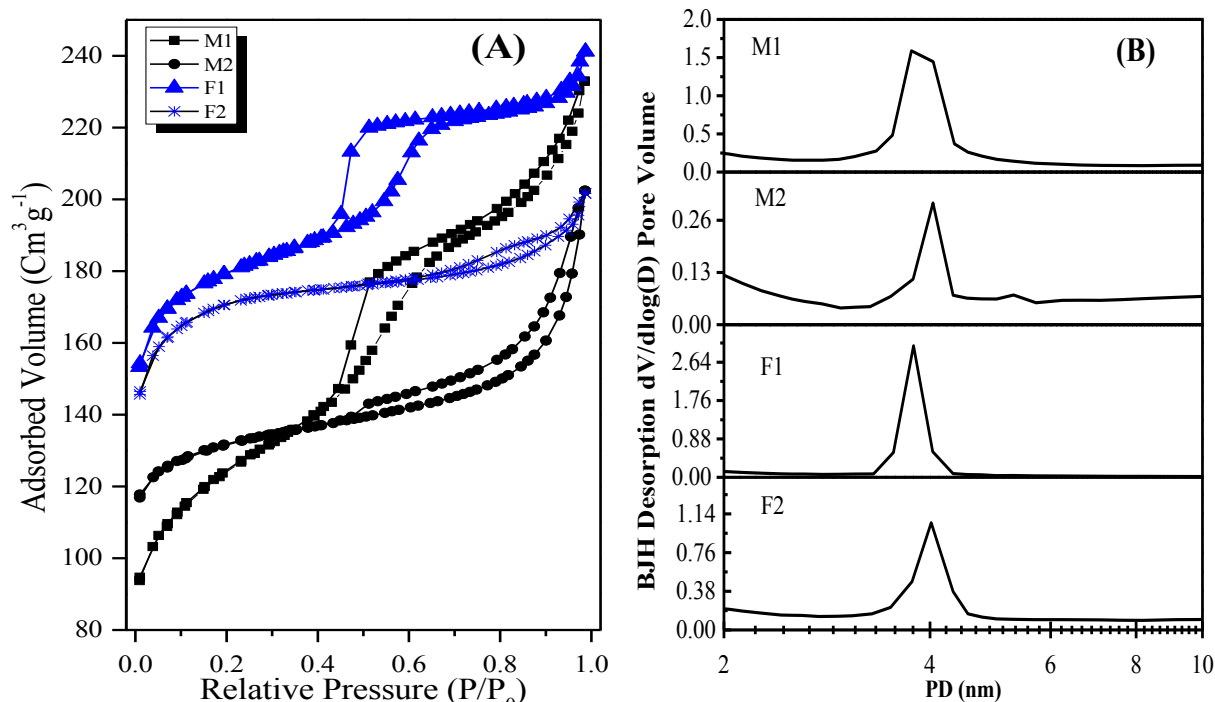 (A)
M1
M2
F1
F2
240
220
200
180
160
140
120
100
80
Adsorbed Volume (Cm³g⁻¹)
0.0 0.2 0.4 0.6 0.8 1.0
Relative Pressure (P/P₀)
(B)
BJH Desorption dV/dlog(D) Pore Volume
M1
2.0
1.5
1.0
0.5
0.0
M2
0.26
0.13
0.00
F1
2.64
1.76
0.88
0.00
F2
1.14
0.76
0.38
0.00
2 4 6 8 10
PD (nm)